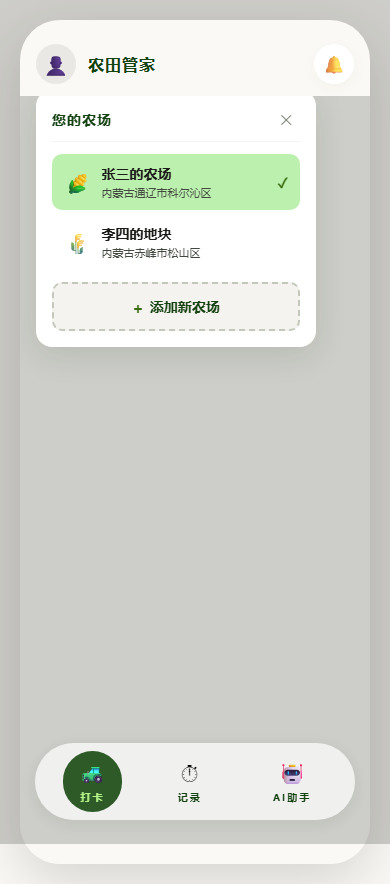 农田管家
您的农场
张三的农场
内蒙古通辽市科尔沁区
李四的地块
内蒙古赤峰市松山区
+ 添加新农场
打卡
记录
AI助手